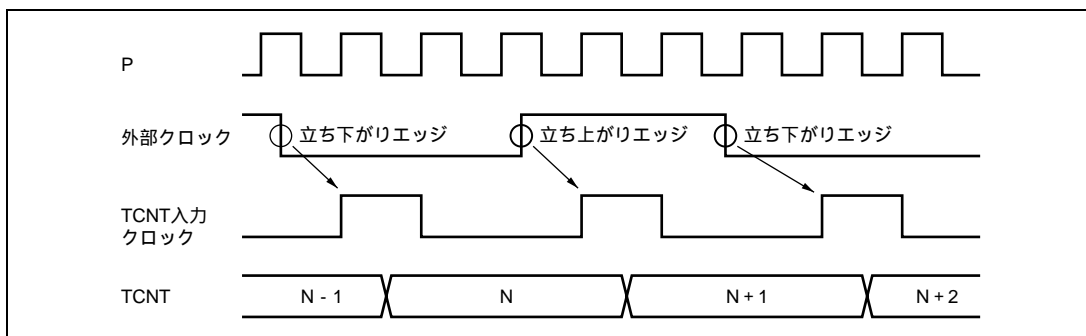 P
外部クロック
立ち下がりエッジ
立ち上がりエッジ
立ち下がりエッジ
TCNT入力
クロック
TCNT
N - 1
N
N + 1
N + 2